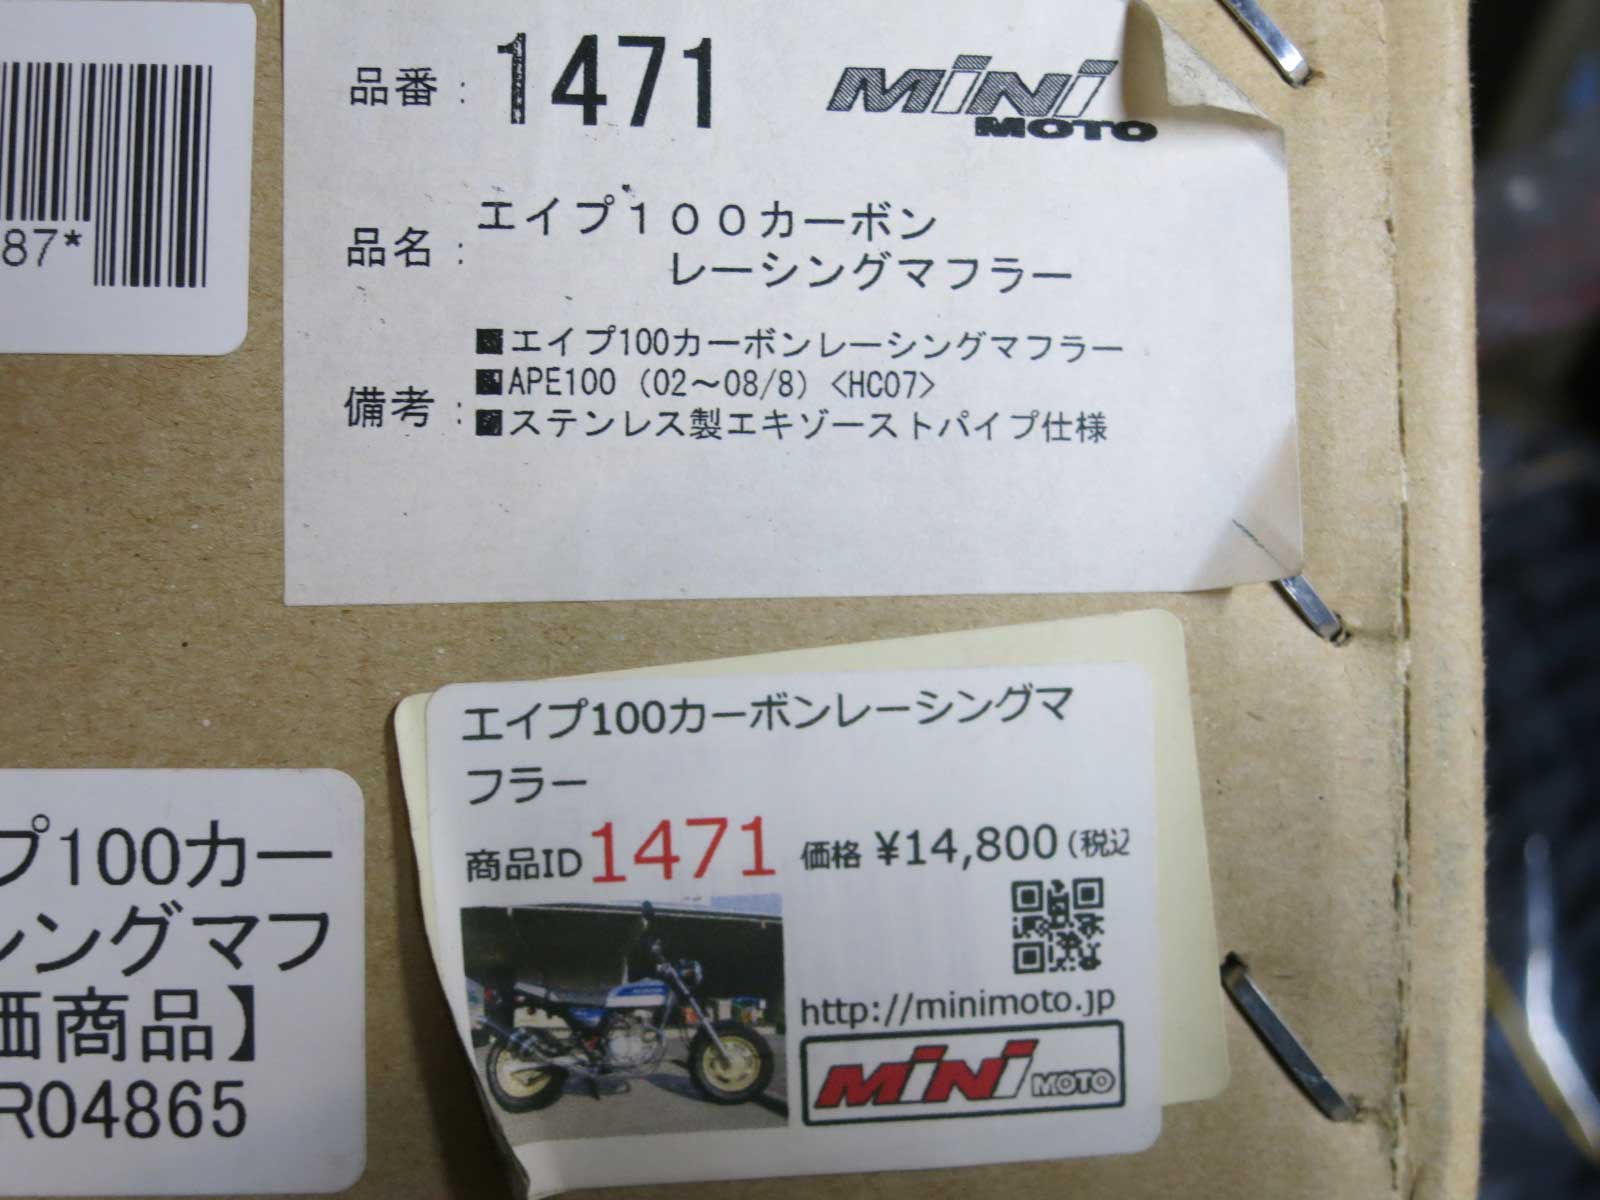 87*
品番：1471
MiNi
MOTO
品名：エイプ１００カーボン
レーシングマフラー
備考：■エイプ100カーボンレーシングマフラー
■APE100 (02～08/8) <HC07>
■ステンレス製エキゾーストパイプ仕様
エイプ100カーボンレーシングマ
フラー
商品ID 1471 価格 ¥14,800 (税込
http://minimoto.jp
MiNi MOTO
プ100カー
シングマフ
価商品】
R04865